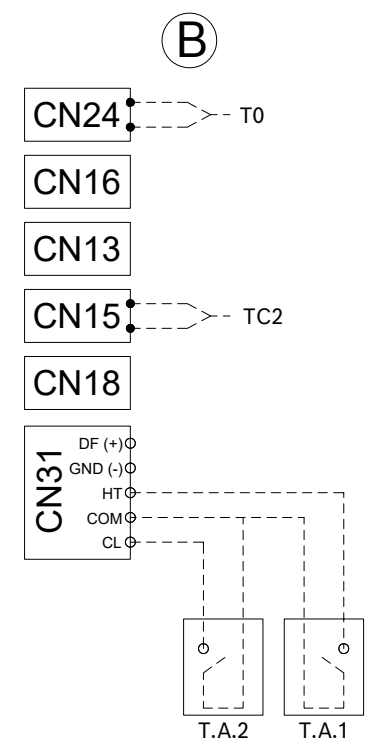 B
CN24
T0
CN16
CN13
CN15
TC2
CN18
CN31
DF (+)
GND (-)
HT
COM
CL
T.A.2
T.A.1